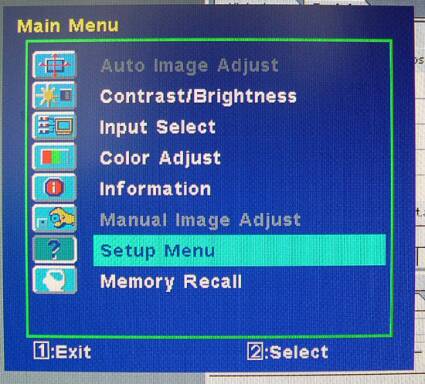 Main Menu
Auto Image Adjust
Contrast/Brightness
Input Select
Color Adjust
Information
Manual Image Adjust
? Setup Menu
Memory Recall
1:Exit 2:Select